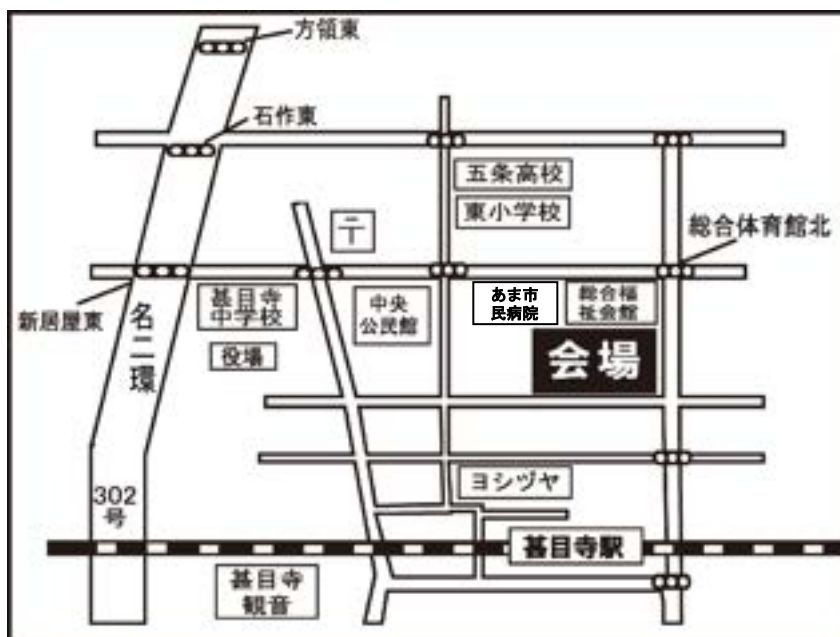 方領東
石作東
五条高校
東小学校
〒
総合体育館北
新居屋東
名二環
甚目寺
中学校
役場
中央
公民館
あま市
民病院
総合福
祉会館
会場
ヨシヅヤ
302
号
甚目寺駅
甚目寺
観音